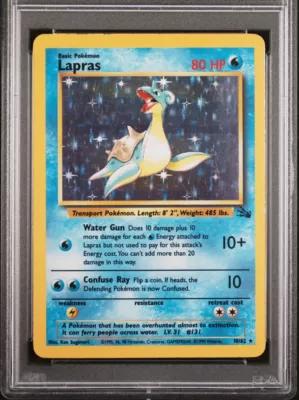 Basic Pokémon
Lapras
80 HP
Transport Pokémon. Length: 8' 2", Weight: 485 lbs.
Water Gun Does 10 damage plus 10
more damage for each Energy attached to
Lapras but not used to pay for this attack's
Energy cost. You can't add more than 20
damage in this way.
10+
Confuse Ray Flip a coin. If heads, the
Defending Pokémon is now Confused.
10
weakness
resistance
retreat cost
A Pokémon that has been overhunted almost to extinction.
It can ferry people across water. LV. 31 #131
Illus. Ken Sugimori
10/62